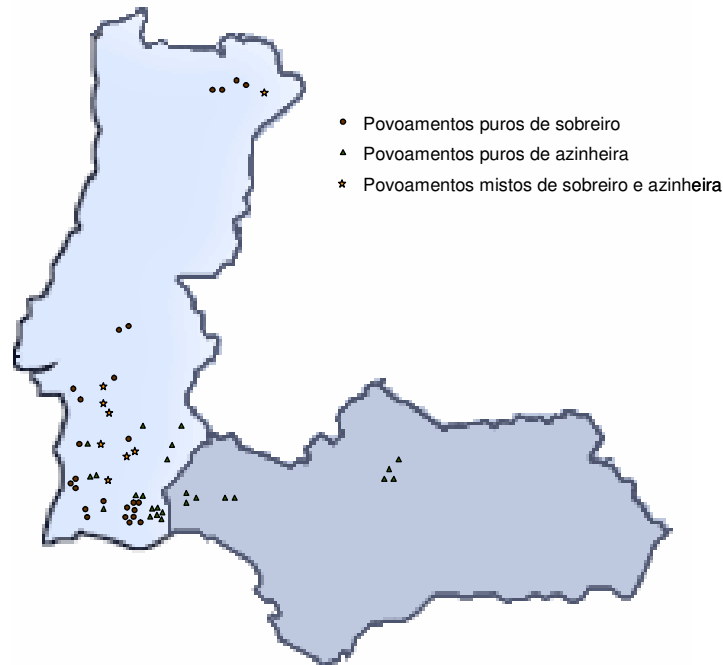 Povoamentos puros de sobreiro
Povoamentos puros de azinheira
Povoamentos mistos de sobreiro e azinheira